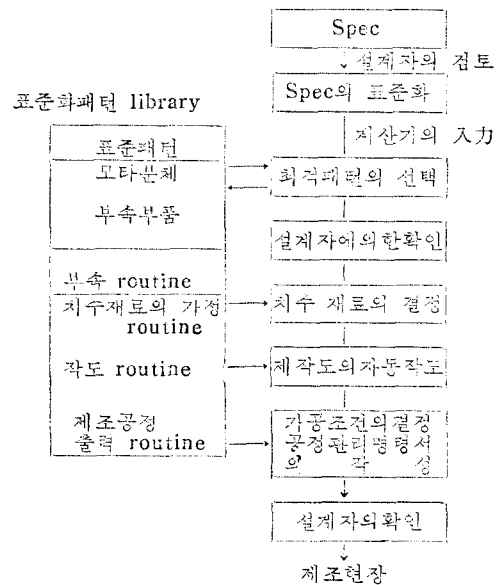 Spec
설계자의 검토
Spec의 표준화
계산기의 入力
표준화패턴 library
표준패턴
모타분체
부속부품
부속 routine
치수재료의 가정
routine
작도 routine
제조공정
출력 routine
최적패턴의 선택
설계자에의한확인
치수 재료의 결정
제작도의자동작도
가공조건의결정
공정관리명령서
의 작성
설계자의확인
제조현장